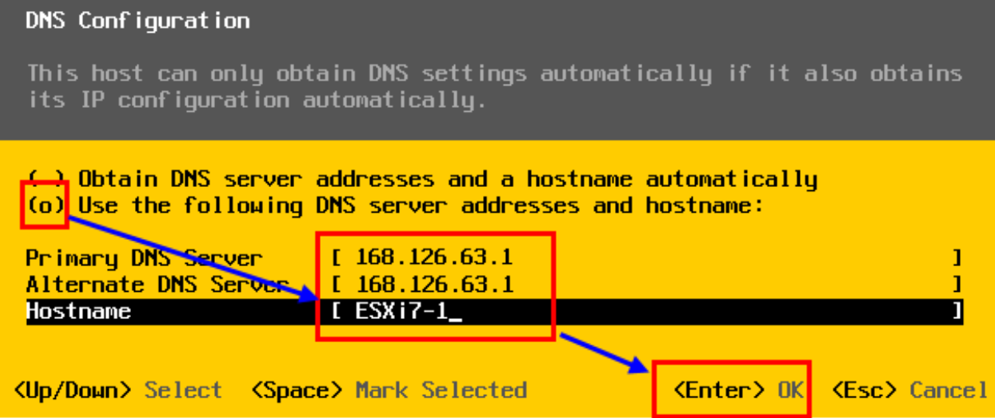 DNS Configuration
This host can only obtain DNS settings automatically if it also obtains
its IP configuration automatically.
( ) Obtain DNS server addresses and a hostname automatically
(o) Use the following DNS server addresses and hostname:
Primary DNS Server [ 168.126.63.1 ]
Alternate DNS Server [ 168.126.63.1 ]
Hostname [ ESXi7-1_ ]
<Up/Down> Select <Space> Mark Selected <Enter> OK <Esc> Cancel